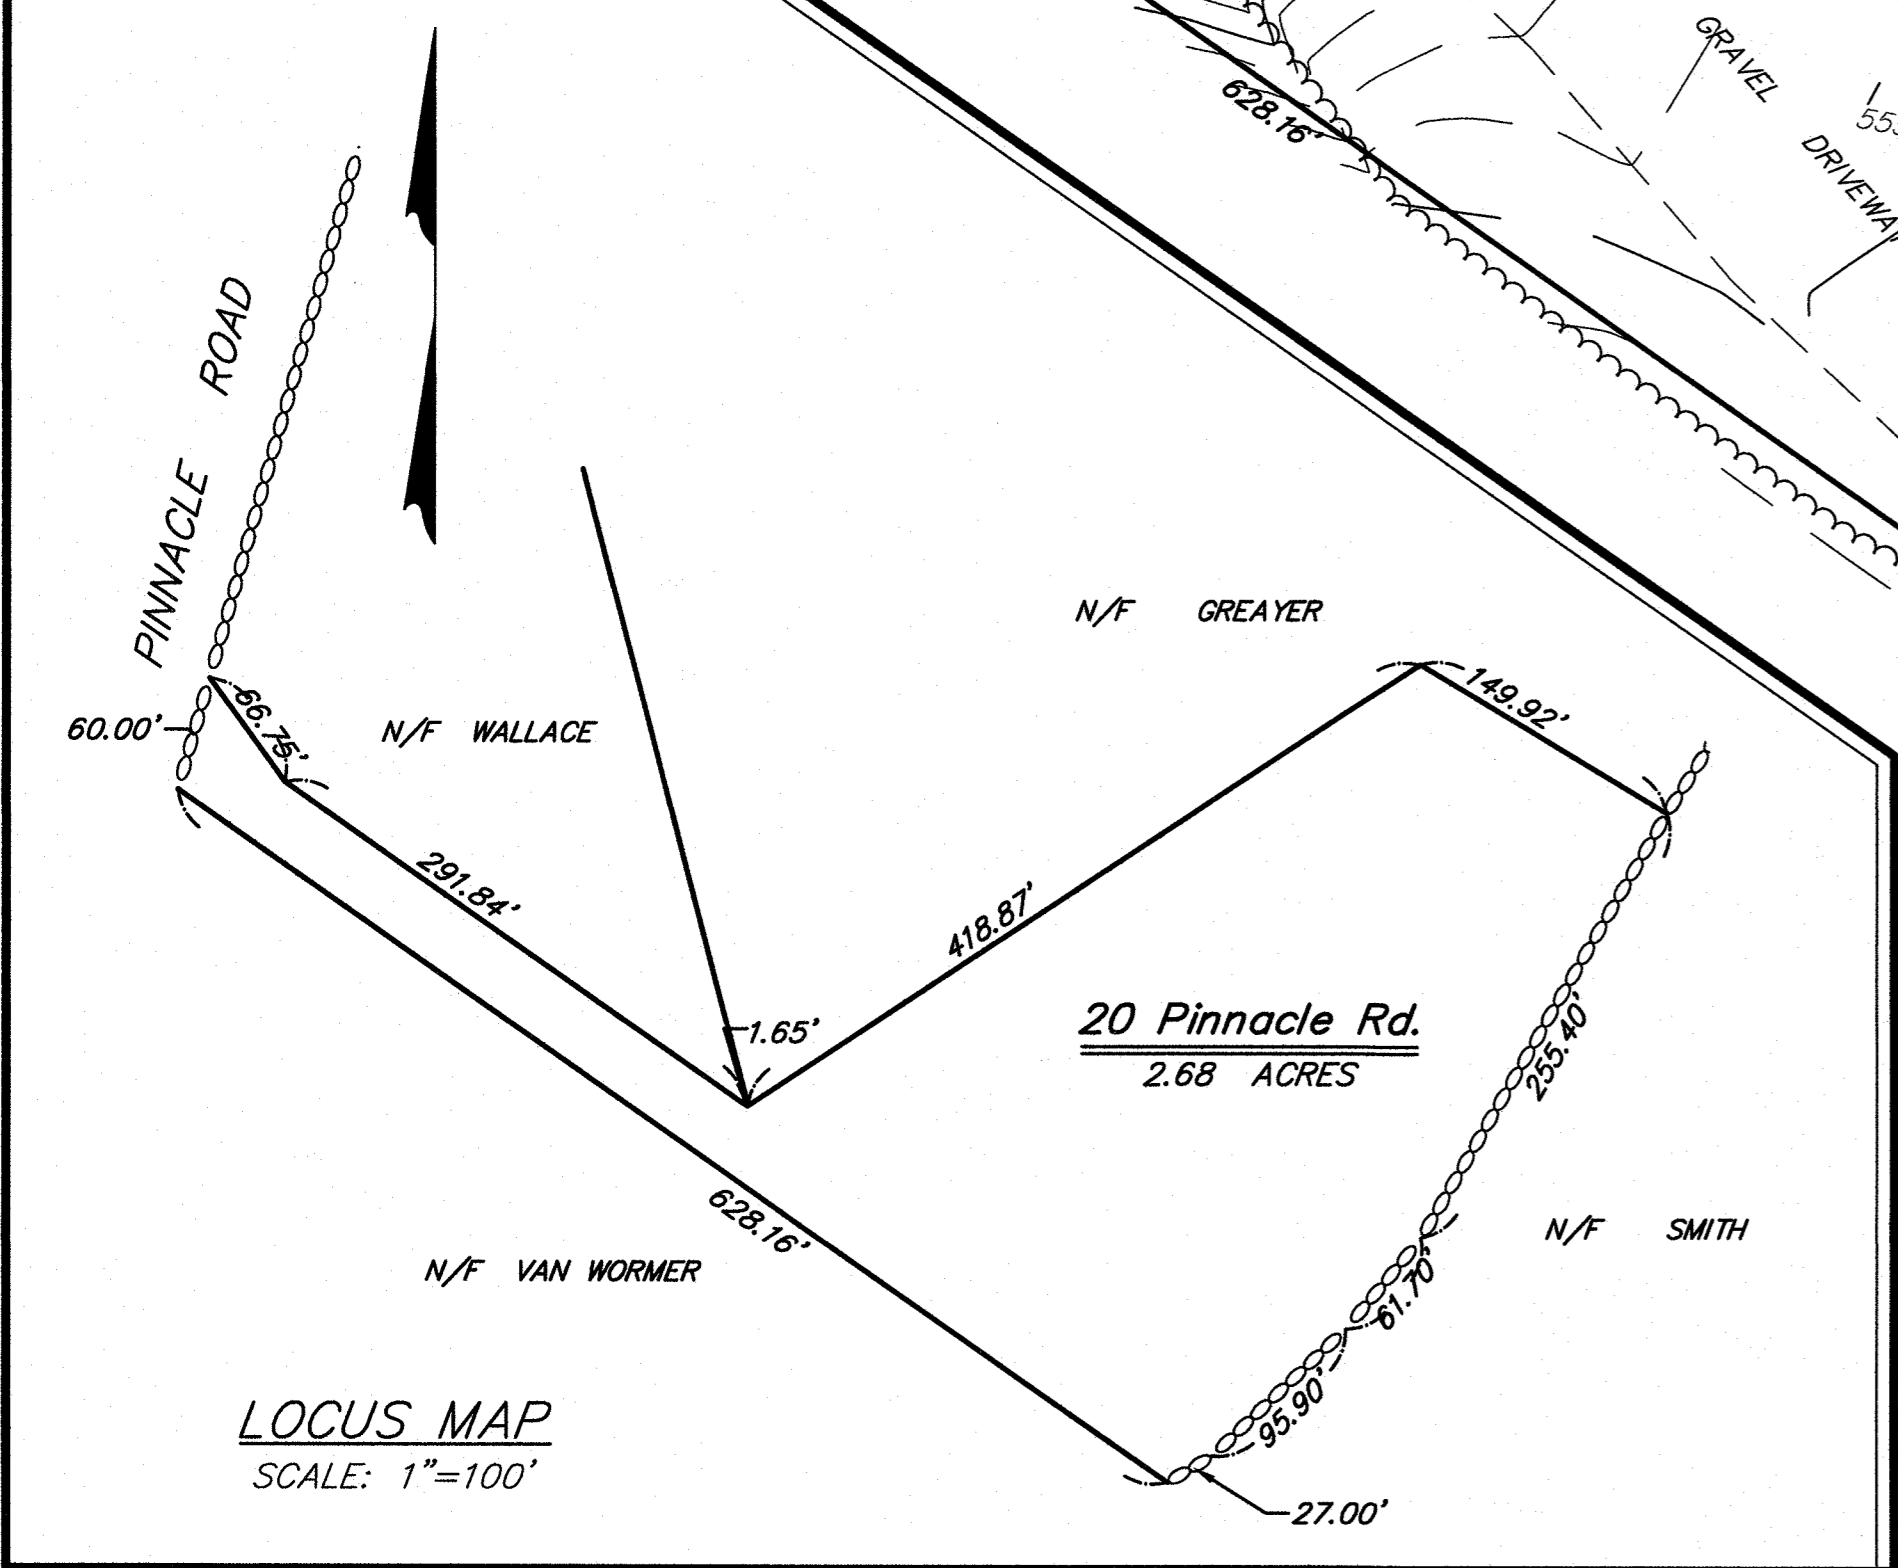 GRAVEL
DRIVEWA
628.16'
PINNACLE ROAD
N/F GREAYER
149.92'
66.75'
60.00'
N/F WALLACE
291.84'
418.87'
1.65'
20 Pinnacle Rd.
2.68 ACRES
255.40'
628.16'
N/F SMITH
61.70'
N/F VAN WORMER
95.90'
LOCUS MAP
SCALE: 1"=100'
27.00'